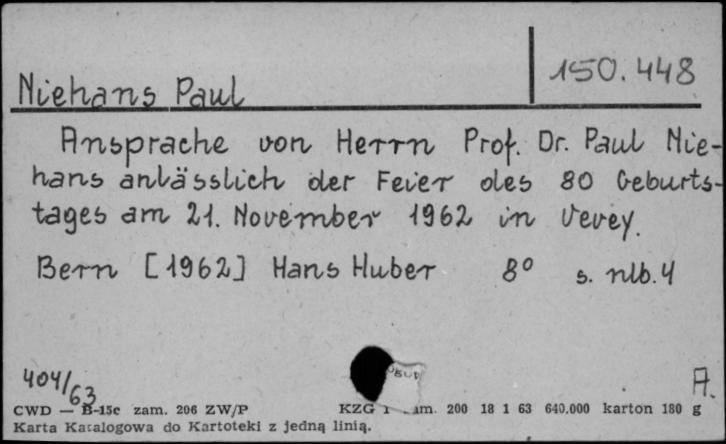 150.448
Niehans Paul
Ansprache von Herrn Prof. Dr. Paul Nie-
hans anlässlich der Feier des 80 Geburts-
tages am 21. November 1962 in Vevey.
Bern [1962] Hans Huber 8° s. nlb. 4
404/63
A.
CWD — B-15c zam. 206 ZW/P KZG 1 zam. 200 18 1 63 640.000 karton 180 g
Karta Katalogowa do Kartoteki z jedną linią.